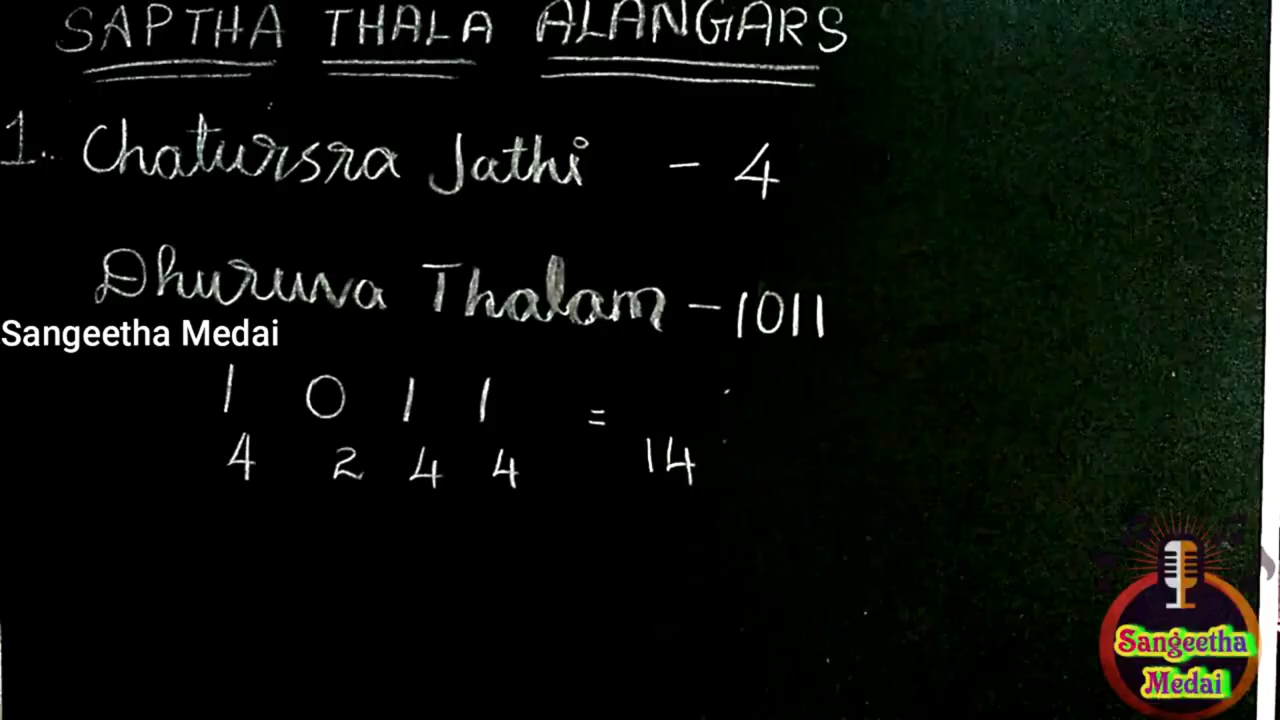 SAPTHA THALA ALANGARS
1. Chatursra Jathi - 4
Dhuruva Thalam - 1011
Sangeetha Medai
1 0 1 1 =
4 2 4 4 14
Sangeetha
Medai